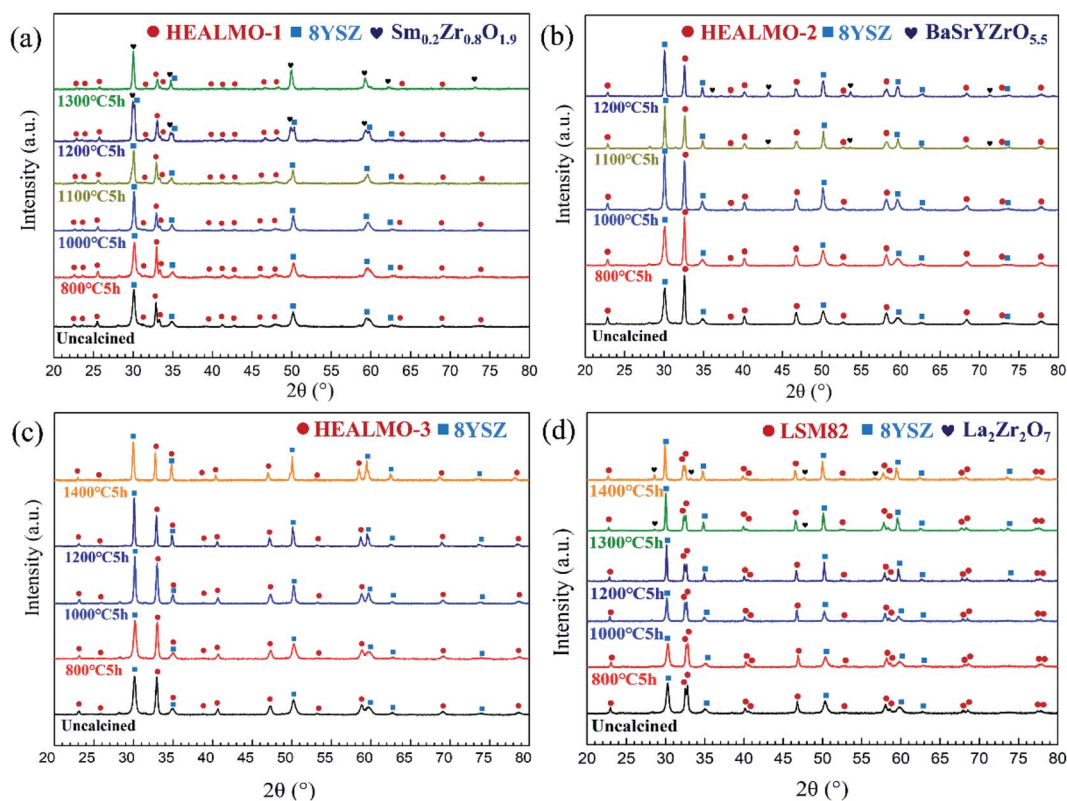 (a) HEALMO-1 8YSZ Sm0.2Zr0.8O1.9
1300°C5h
1200°C5h
1100°C5h
1000°C5h
800°C5h
Uncalcined
Intensity (a.u.)
20 25 30 35 40 45 50 55 60 65 70 75 80
2θ (°)
(b) HEALMO-2 8YSZ BaSrYZrO5.5
1200°C5h
1100°C5h
1000°C5h
800°C5h
Uncalcined
Intensity (a.u.)
20 25 30 35 40 45 50 55 60 65 70 75 80
2θ (°)
(c) HEALMO-3 8YSZ
1400°C5h
1200°C5h
1000°C5h
800°C5h
Uncalcined
Intensity (a.u.)
20 25 30 35 40 45 50 55 60 65 70 75 80
2θ (°)
(d) LSM82 8YSZ La2Zr2O7
1400°C5h
1300°C5h
1200°C5h
1000°C5h
800°C5h
Uncalcined
Intensity (a.u.)
20 25 30 35 40 45 50 55 60 65 70 75 80
2θ (°)